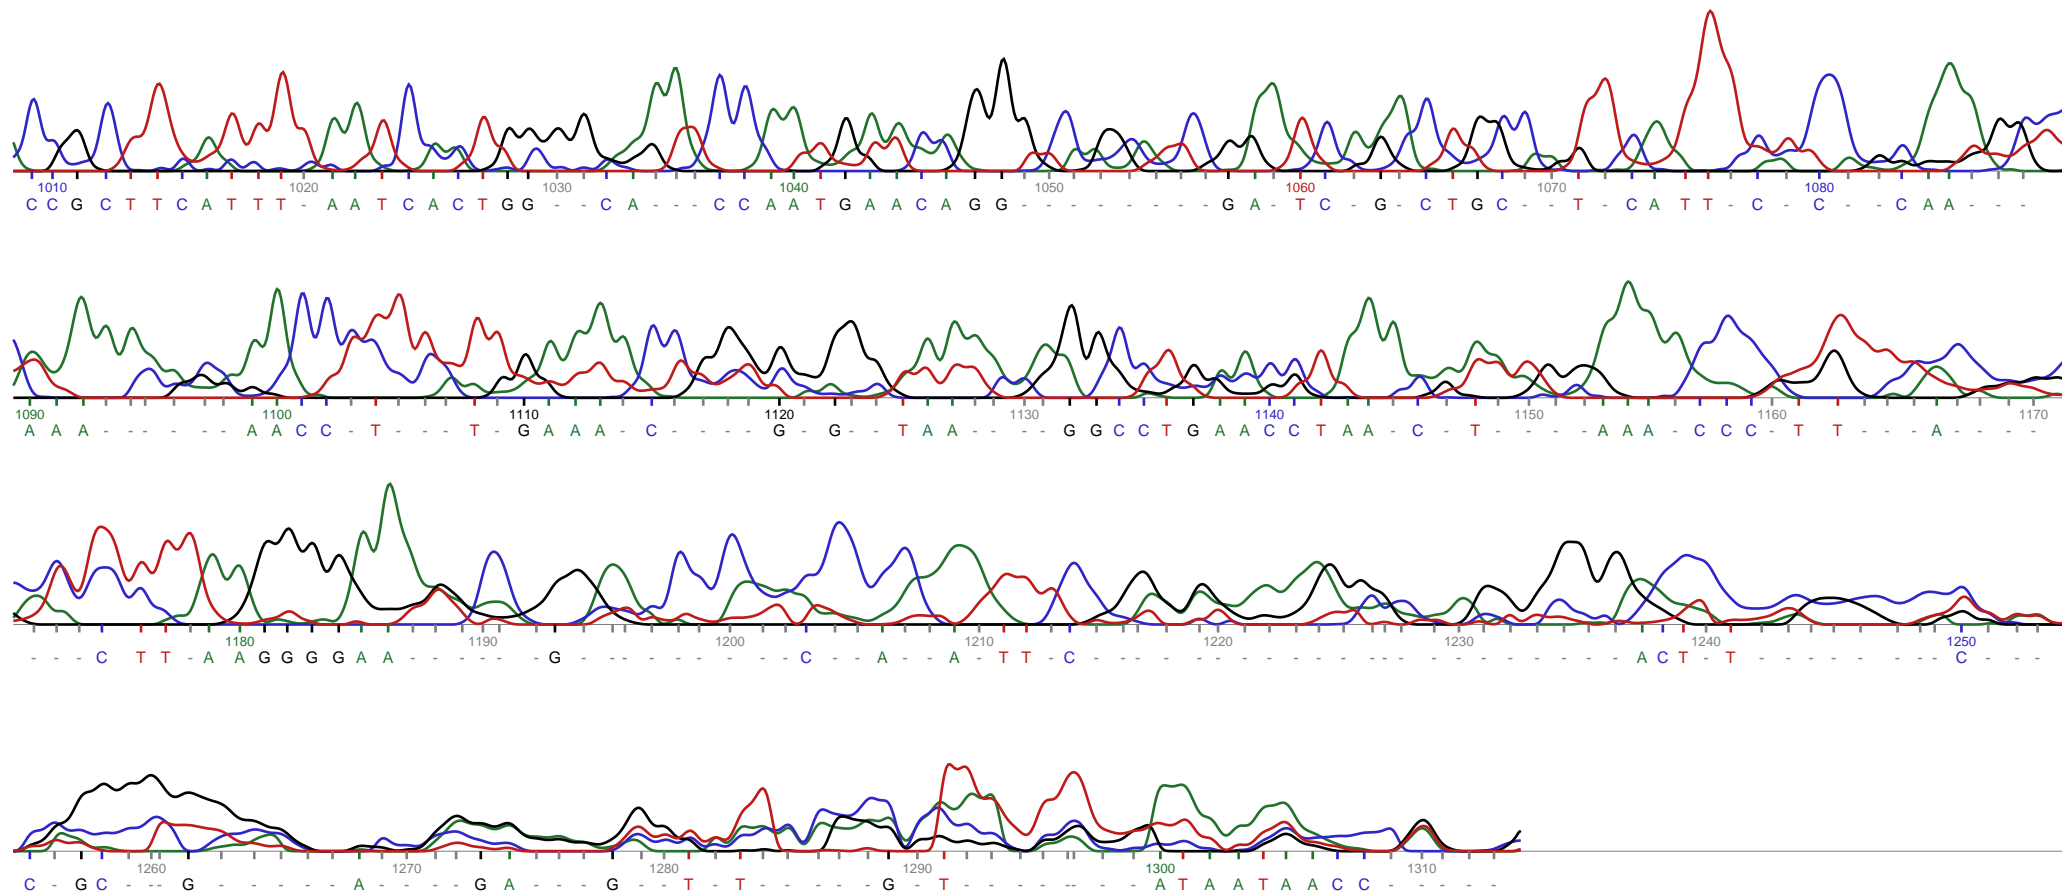 1010 1020 1030 1040 1050 1060 1070 1080
C C G C T T C A T T T - A A T C A C T G G - - C A - - - C C A A T G A A C A G G - - - - - - - - G A - T C - G - C T G C - - T - C A T T - C - C - - C A A - - -
1090 1100 1110 1120 1130 1140 1150 1160 1170
A A A - - - - - - A A C C - T - - - T - G A A A - C - - - - G - G - - T A A - - - - G G C C T G A A C C T A A - C - T - - - - A A A - C C C - T T - - - A - - - -
1180 1190 1200 1210 1220 1230 1240 1250
- - - C T T - A A G G G G A A - - - - - - G - - - - - - - - - C - - A - - A - T T - C - - - - - - - - - - - - - - - - - - - - - - A C T - T - - - - - - - - - C - - -
1260 1270 1280 1290 1300 1310
C - G C - - - G - - - - - - A - - - - G A - - - G - - T - T - - - - - G - T - - - - - - - - A T A A T A A C C - - - - -